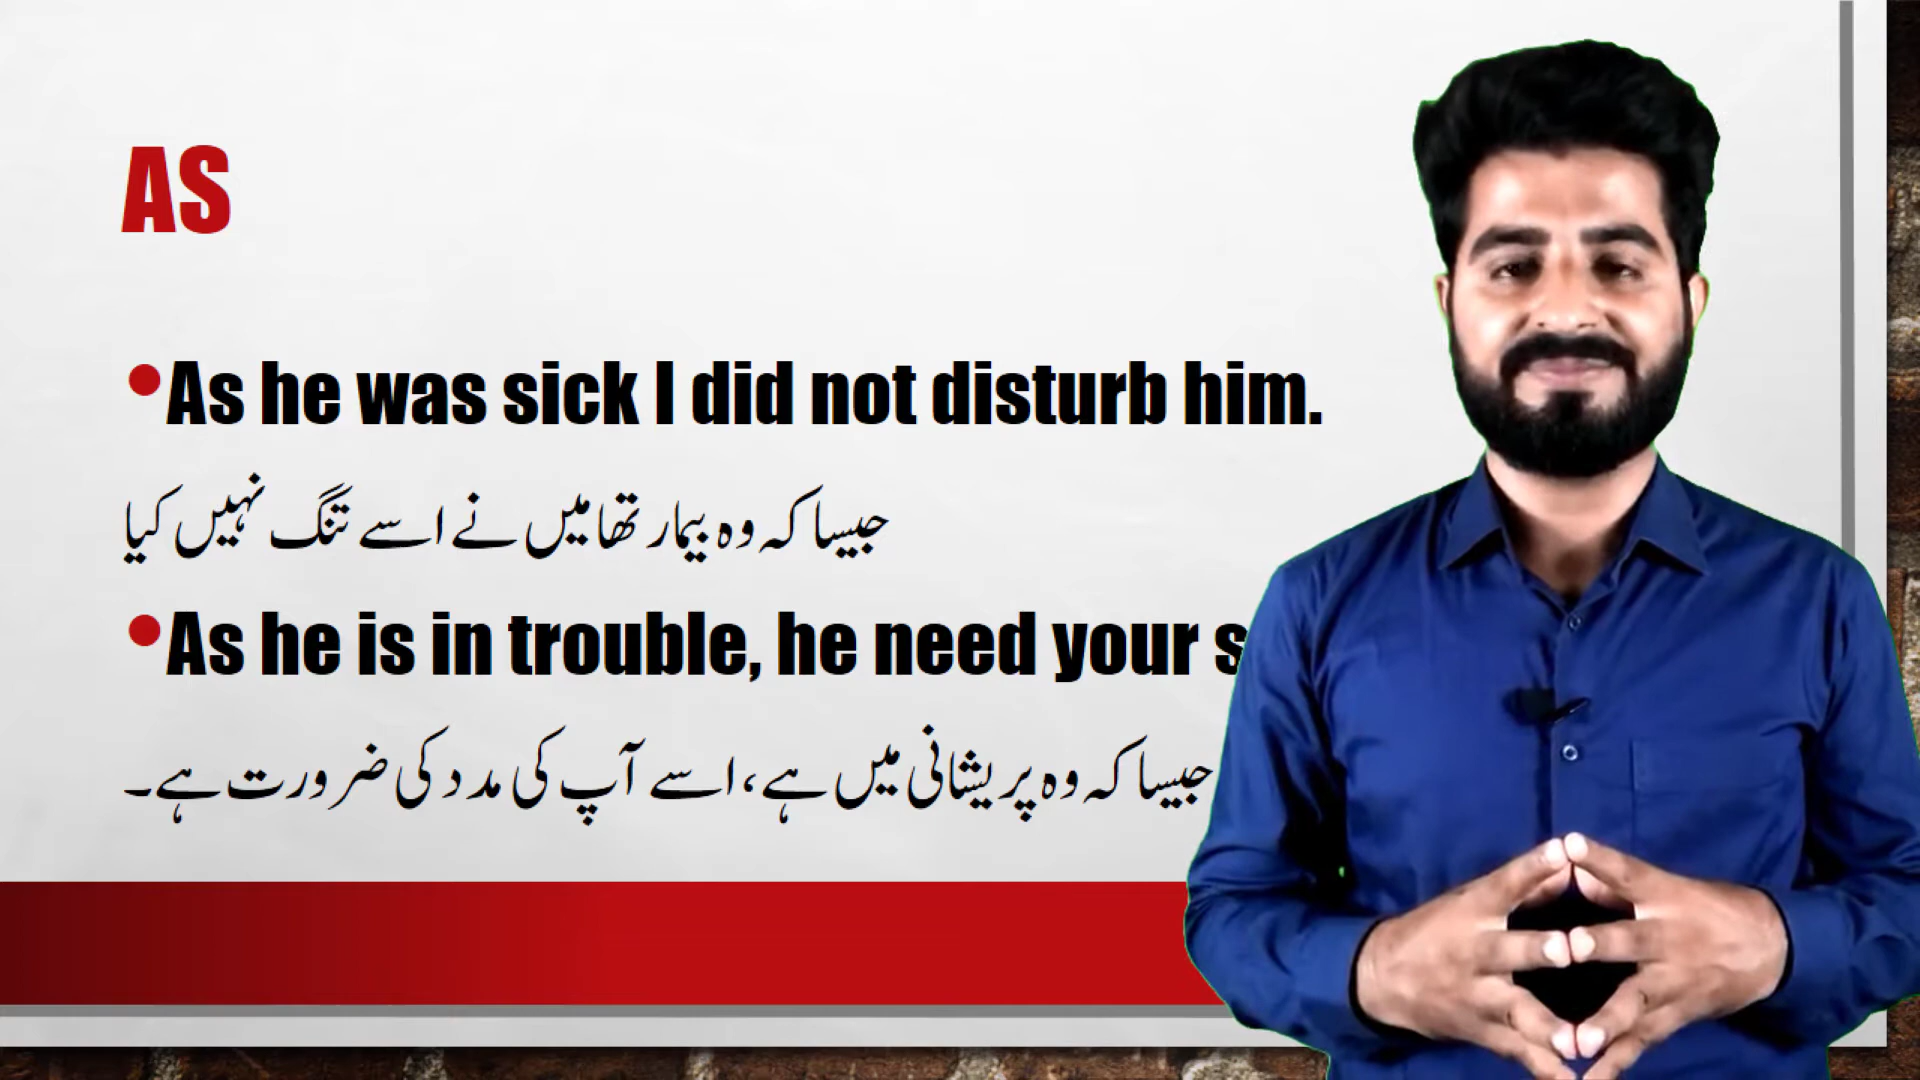 AS
•As he was sick I did not disturb him.
جیسا کہ وہ بیمار تھا میں نے اسے تنگ نہیں کیا
•As he is in trouble, he need your
جیسا کہ وہ پریشانی میں ہے، اسے آپ کی مدد کی ضرورت ہے۔